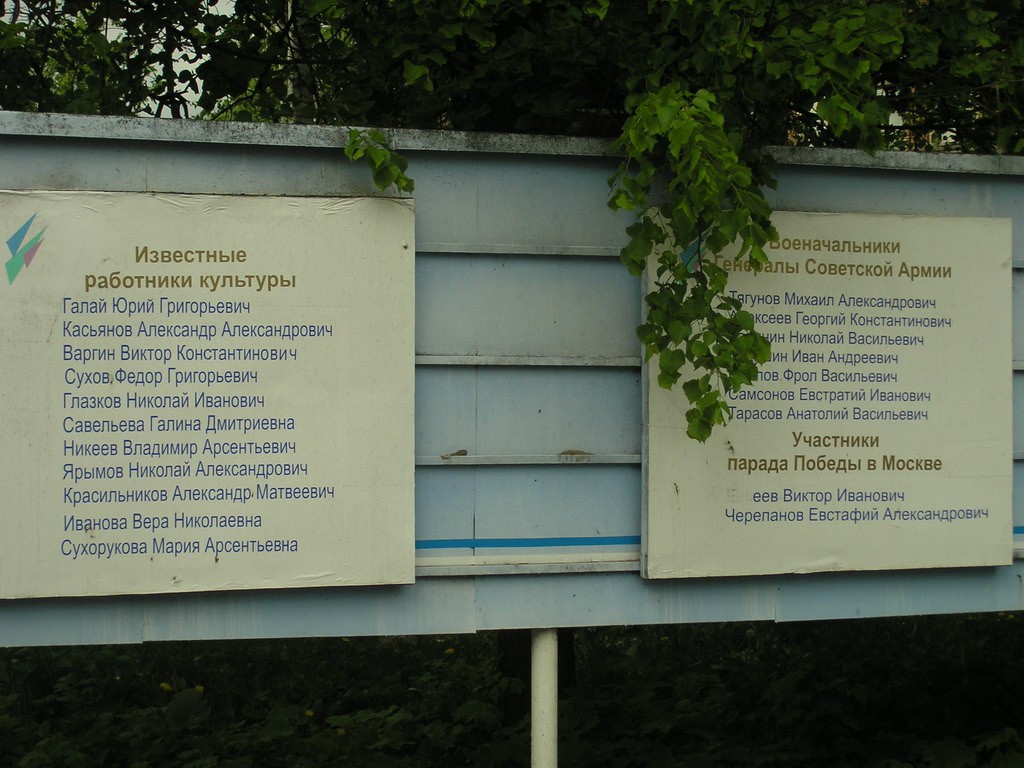 Известные
работники культуры
Галай Юрий Григорьевич
Касьянов Александр Александрович
Варгин Виктор Константинович
Сухов Федор Григорьевич
Глазков Николай Иванович
Савельева Галина Дмитриевна
Никеев Владимир Арсентьевич
Ярымов Николай Александрович
Красильников Александр Матвеевич
Иванова Вера Николаевна
Сухорукова Мария Арсентьевна
Военачальники
Генералы Советской Армии
Тягунов Михаил Александрович
Георгий Константинович
Николай Васильевич
Иван Андреевич
Фрол Васильевич
Самсонов Евстратий Иванович
Тарасов Анатолий Васильевич
Участники
парада Победы в Москве
Виктор Иванович
Черепанов Евстафий Александрович